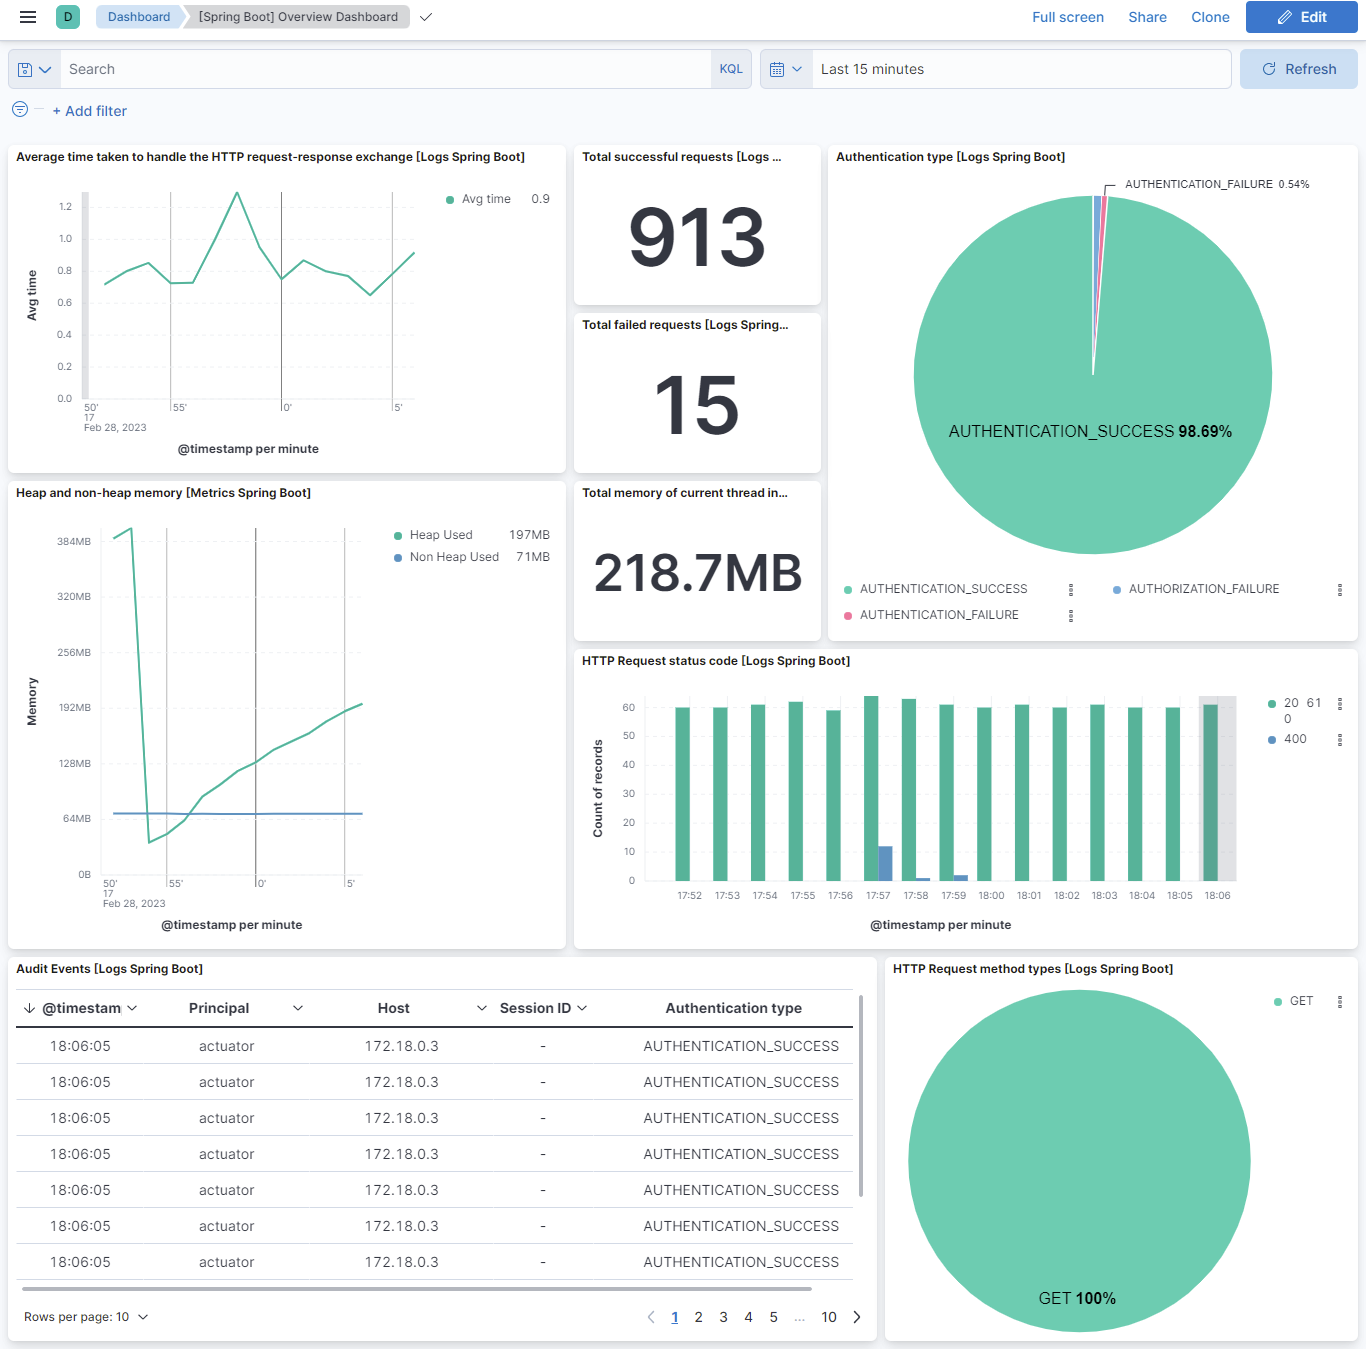 D Dashboard [Spring Boot] Overview Dashboard Full screen Share Clone Edit
Search KQL Last 15 minutes Refresh
+ Add filter
Average time taken to handle the HTTP request-response exchange [Logs Spring Boot]
Avg time 0.9
1.2
1.0
0.8
0.6
0.4
0.2
0.0
Avg time
50' 55' 0' 5'
17
Feb 28, 2023
@timestamp per minute
Total successful requests [Logs ...
913
Total failed requests [Logs Spring...
15
Total memory of current thread in...
218.7MB
Authentication type [Logs Spring Boot]
AUTHENTICATION_FAILURE 0.54%
AUTHENTICATION_SUCCESS 98.69%
AUTHENTICATION_SUCCESS AUTHORIZATION_FAILURE
AUTHENTICATION_FAILURE
Heap and non-heap memory [Metrics Spring Boot]
Heap Used 197MB
Non Heap Used 71MB
384MB
320MB
256MB
192MB
128MB
64MB
0B
Memory
50' 55' 0' 5'
17
Feb 28, 2023
@timestamp per minute
HTTP Request status code [Logs Spring Boot]
20 61
0
400
60
50
40
30
20
10
0
Count of records
17:52 17:53 17:54 17:55 17:56 17:57 17:58 17:59 18:00 18:01 18:02 18:03 18:04 18:05 18:06
@timestamp per minute
Audit Events [Logs Spring Boot]
@timestam Principal Host Session ID Authentication type
18:06:05 actuator 172.18.0.3 - AUTHENTICATION_SUCCESS
18:06:05 actuator 172.18.0.3 - AUTHENTICATION_SUCCESS
18:06:05 actuator 172.18.0.3 - AUTHENTICATION_SUCCESS
18:06:05 actuator 172.18.0.3 - AUTHENTICATION_SUCCESS
18:06:05 actuator 172.18.0.3 - AUTHENTICATION_SUCCESS
18:06:05 actuator 172.18.0.3 - AUTHENTICATION_SUCCESS
18:06:05 actuator 172.18.0.3 - AUTHENTICATION_SUCCESS
Rows per page: 10 1 2 3 4 5 ... 10
HTTP Request method types [Logs Spring Boot]
GET
GET 100%